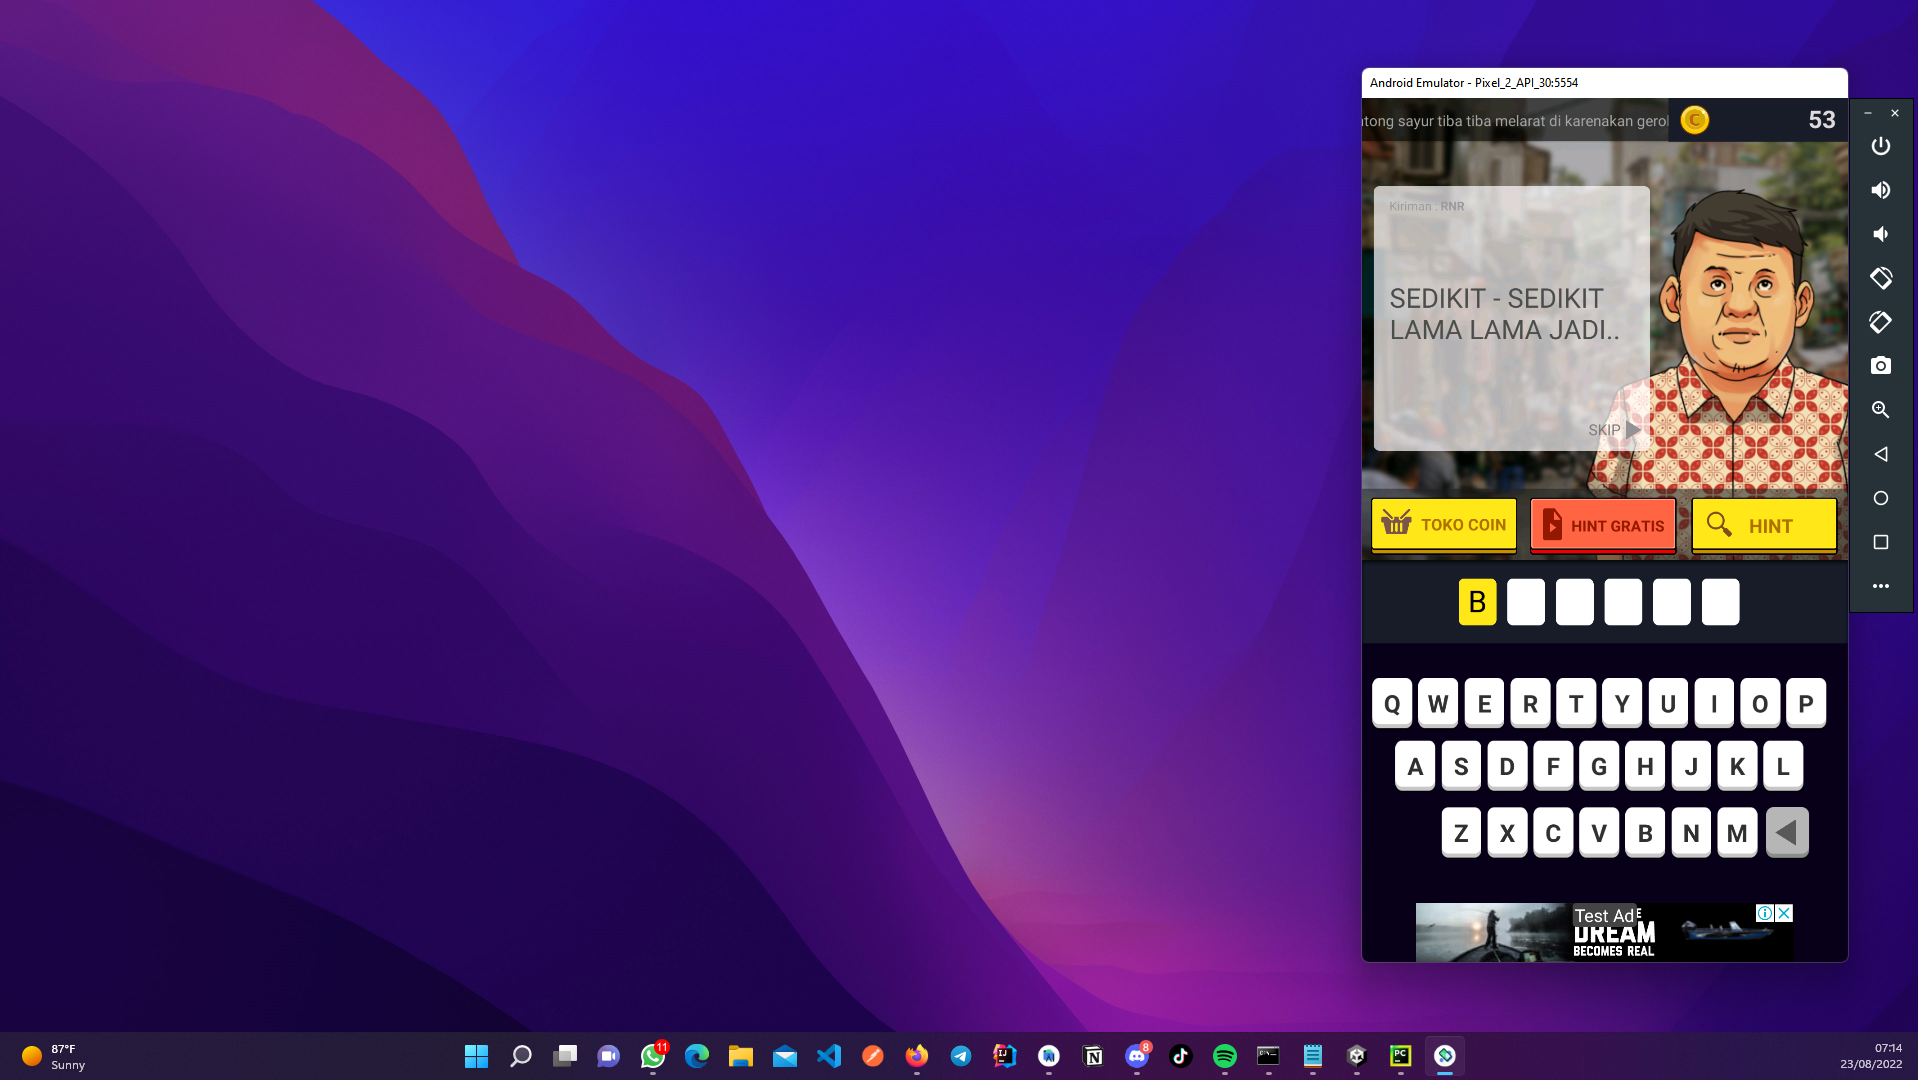 Android Emulator - Pixel_2_API_30:5554
tong sayur tiba tiba melarat di karenakan gerol
53
Kiriman : RNR
SEDIKIT - SEDIKIT
LAMA LAMA JADI..
SKIP
TOKO COIN
HINT GRATIS
HINT
B
Q W E R T Y U I O P
A S D F G H J K L
Z X C V B N M
Test Ad
DREAM
BECOMES REAL
87°F
Sunny
11
8
07:14
23/08/2022